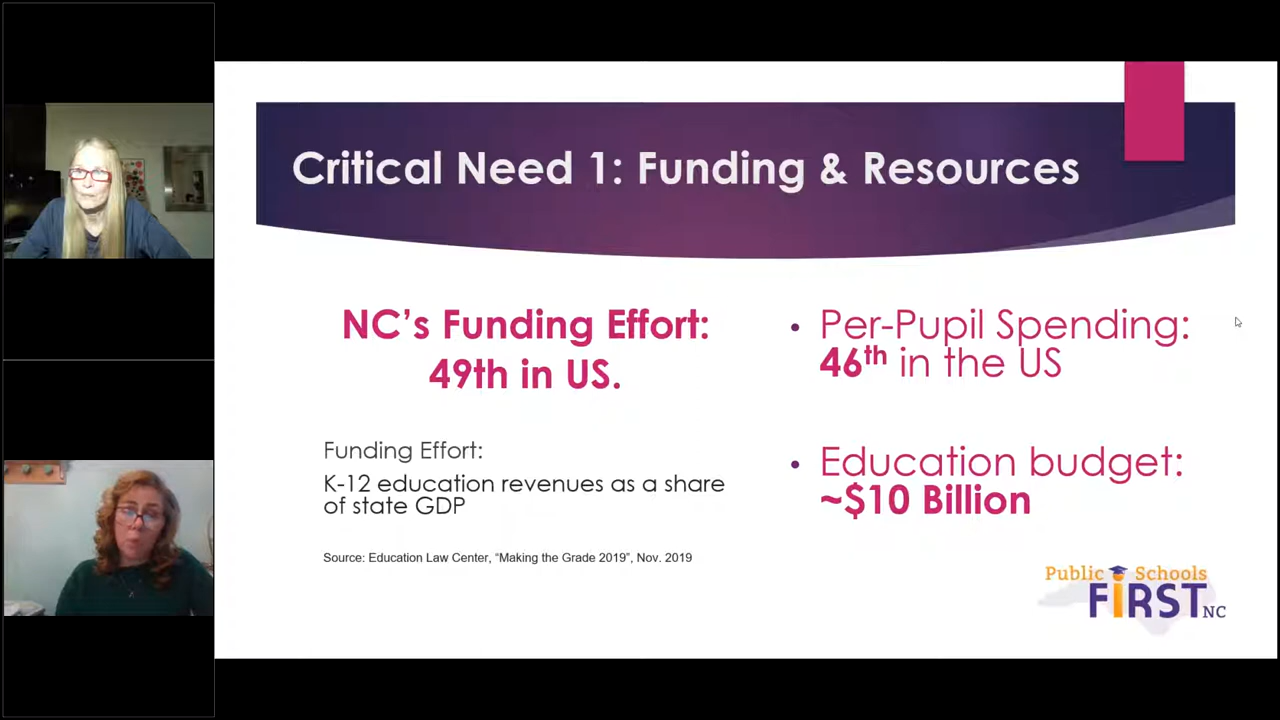 Critical Need 1: Funding & Resources
NC’s Funding Effort:
49th in US.
Funding Effort:
K-12 education revenues as a share
of state GDP
Source: Education Law Center, “Making the Grade 2019”, Nov. 2019
• Per-Pupil Spending:
46th in the US
• Education budget:
~$10 Billion
Public Schools
FiRST NC